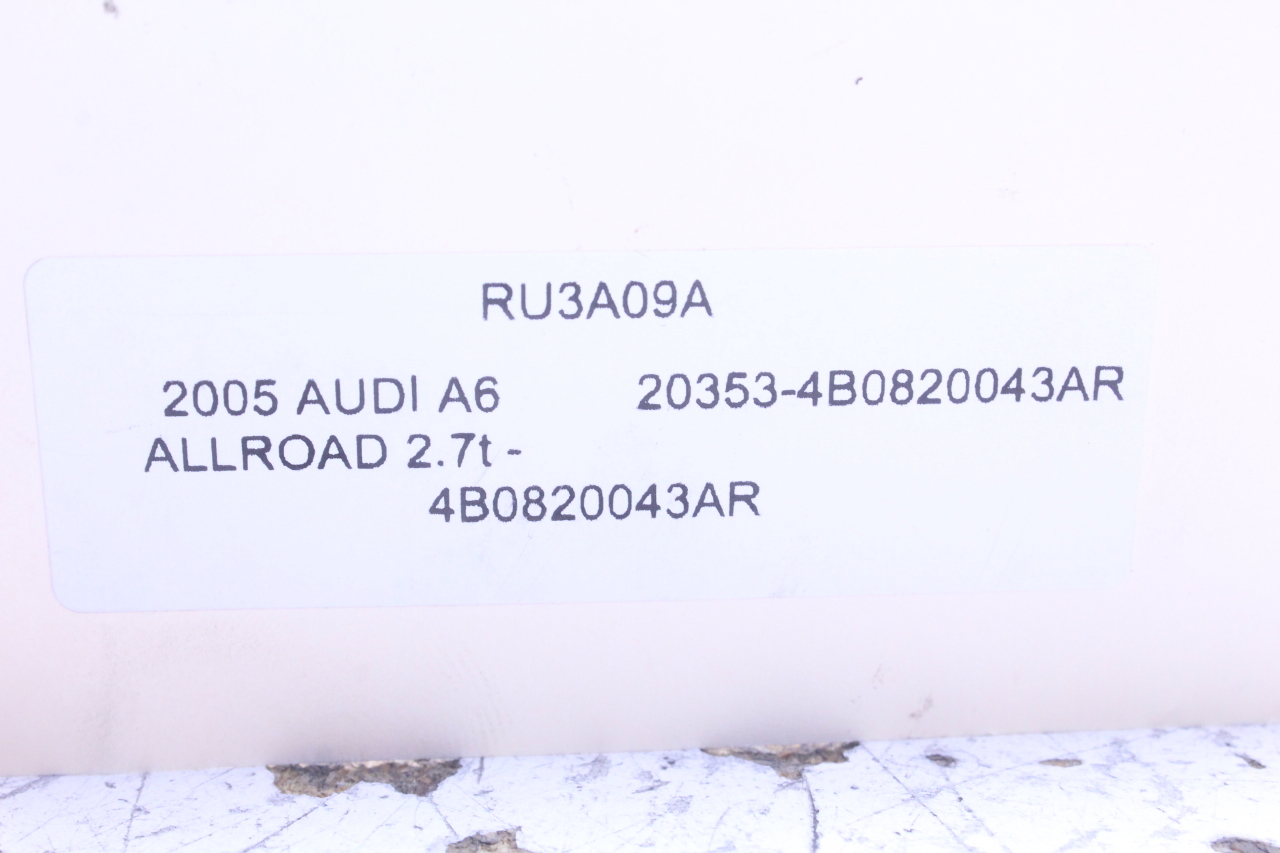 RU3A09A
2005 AUDI A6 20353-4B0820043AR
ALLROAD 2.7t -
4B0820043AR